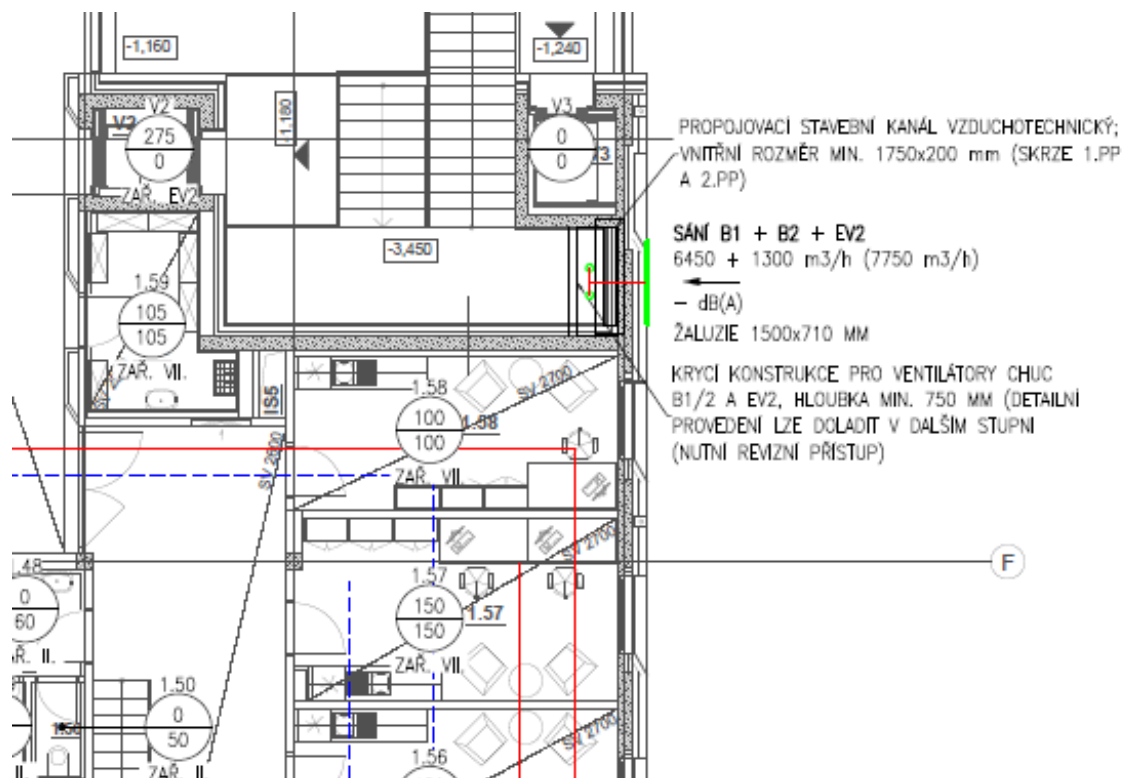 -1,160
-1,240
V2
V2
275
0
ZAŘ. EV2
-1,180
V3
0
0
PROPOJOVACÍ STAVEBNÍ KANÁL VZDUCHOTECHNICKÝ;
VNITŘNÍ ROZMĚR MIN. 1750x200 mm (SKRZE 1.PP
A 2.PP)
-3,450
SÁNÍ B1 + B2 + EV2
6450 + 1300 m3/h (7750 m3/h)
– dB(A)
ŽALUZIE 1500x710 MM
KRYCÍ KONSTRUKCE PRO VENTILÁTORY CHUC
B1/2 A EV2, HLOUBKA MIN. 750 MM (DETAILNÍ
PROVEDENÍ LZE DOLADIT V DALŠÍM STUPNI
(NUTNÍ REVIZNÍ PŘÍSTUP)
1.59
105
105
ZAŘ. VII.
IS5
SV 2600
1.58
100
100
1.58
ZAŘ. VII.
SV 2700
SV 2700
F
1.57
150
150
1.57
ZAŘ. VII.
1.48
0
60
II.
1.50
0
50
ZAŘ. II.
SV 2700
1.56
100